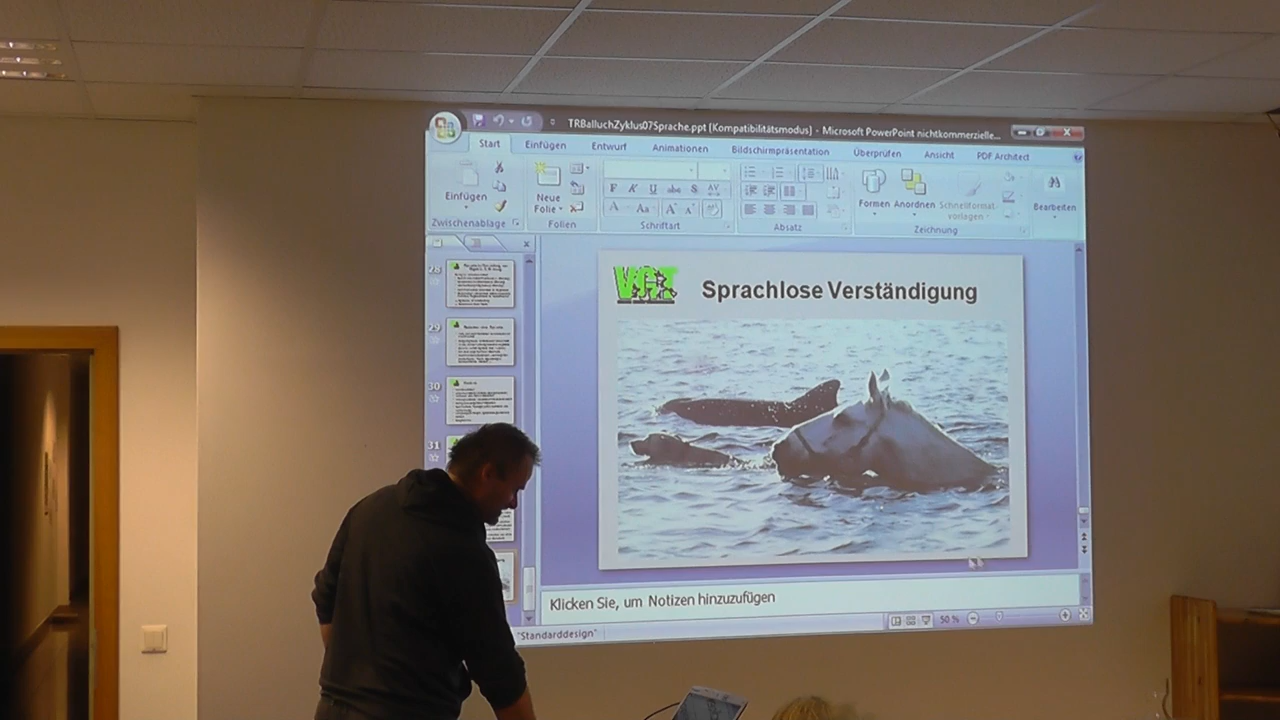 TRBalluchZyklus07Sprache.ppt [Kompatibilitätsmodus] - Microsoft PowerPoint nichtkommerzielle...
Start Einfügen Entwurf Animationen Bildschirmpräsentation Überprüfen Ansicht PDF Architect
Einfügen Neue Folie Formen Anordnen Schnellformat-vorlagen Bearbeiten
Zwischenablage Folien Schriftart Absatz Zeichnung
28
29
30
31
VGT
Sprachlose Verständigung
Klicken Sie, um Notizen hinzuzufügen
"Standarddesign" 50 %